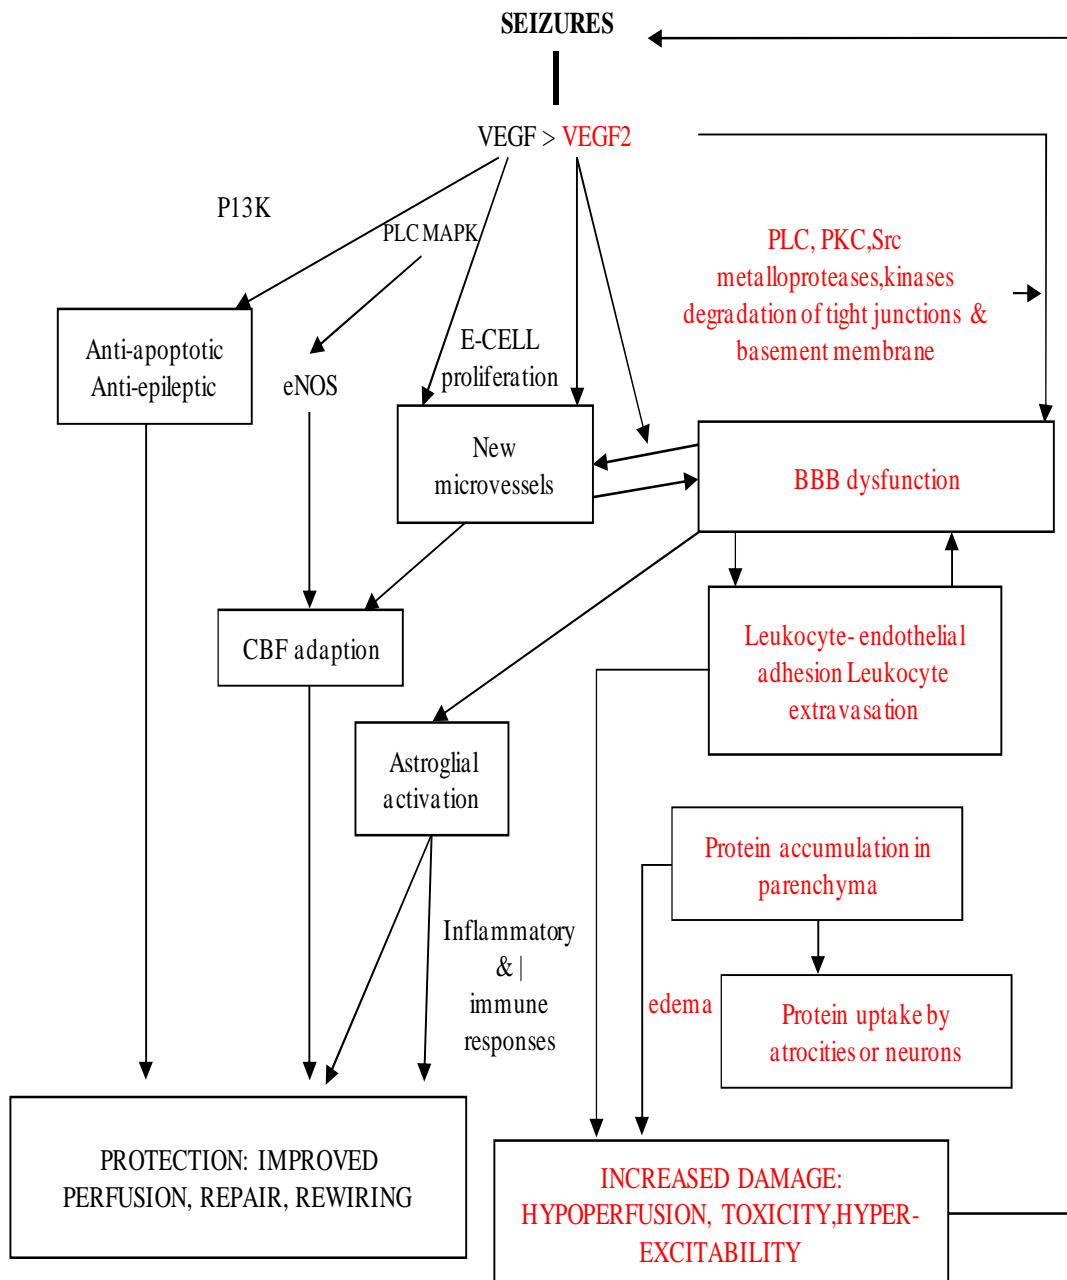 SEIZURES
VEGF > VEGF2
P13K
PLC MAPK
PLC, PKC,Src
metalloproteases,kinases
degradation of tight junctions &
basement membrane
Anti-apoptotic
Anti-epileptic
eNOS
E-CELL
proliferation
New
microvessels
BBB dysfunction
CBF adaption
Leukocyte- endothelial
adhesion Leukocyte
extravasation
Astroglial
activation
Protein accumulation in
parenchyma
Inflammatory
& |
immune
responses
edema
Protein uptake by
atrocities or neurons
PROTECTION: IMPROVED
PERFUSION, REPAIR, REWIRING
INCREASED DAMAGE:
HYPOPERFUSION, TOXICITY,HYPER-
EXCITABILITY